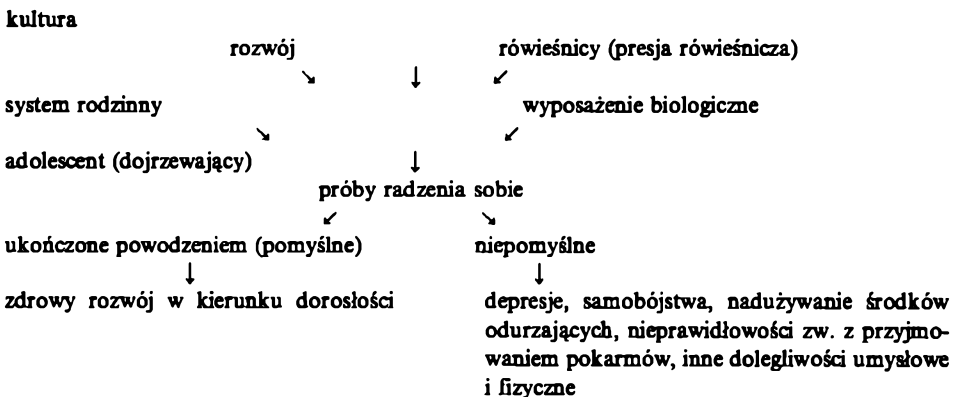 kultura
rozwój rówieśnicy (presja rówieśnicza)
↘ ↓ ↙
system rodzinny wyposażenie biologiczne
↘ ↙
adolescent (dojrzewający) ↓
próby radzenia sobie
↙ ↘
ukończone powodzeniem (pomyślne) niepomyślne
↓ ↓
zdrowy rozwój w kierunku dorosłości
depresje, samobójstwa, nadużywanie środków
odurzających, nieprawidłowości zw. z przyjmo-
waniem pokarmów, inne dolegliwości umysłowe
i fizyczne